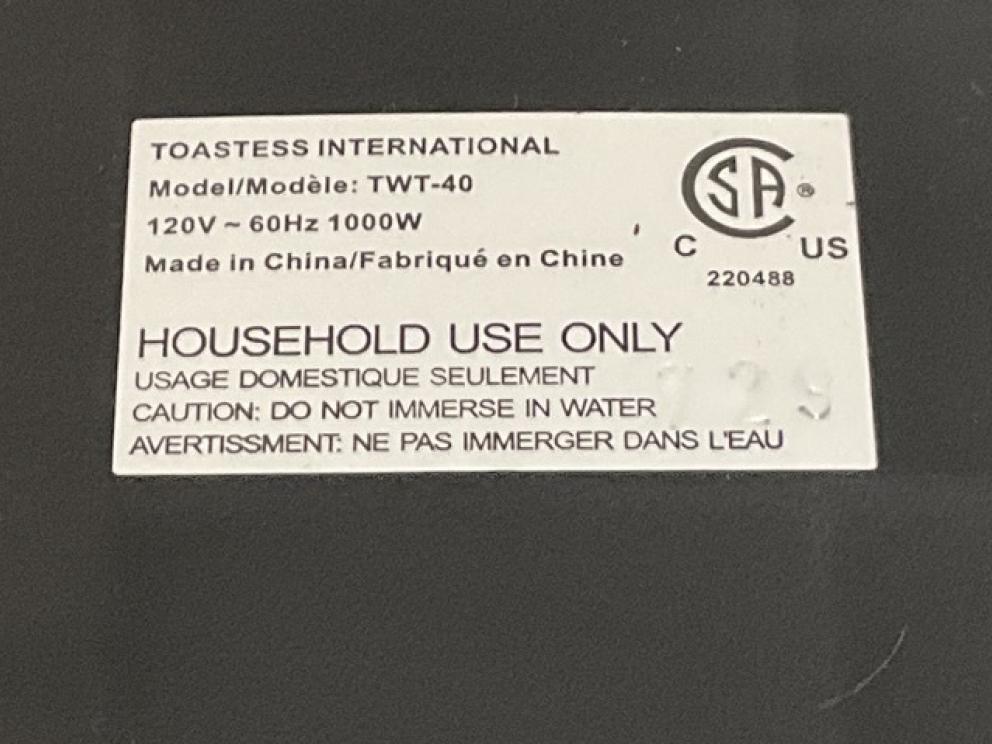 TOASTESS INTERNATIONAL
Model/Modèle: TWT-40
120V ~ 60Hz 1000W
Made in China/Fabriqué en Chine
CSA®
C US
220488
HOUSEHOLD USE ONLY
USAGE DOMESTIQUE SEULEMENT
CAUTION: DO NOT IMMERSE IN WATER
AVERTISSMENT: NE PAS IMMERGER DANS L'EAU